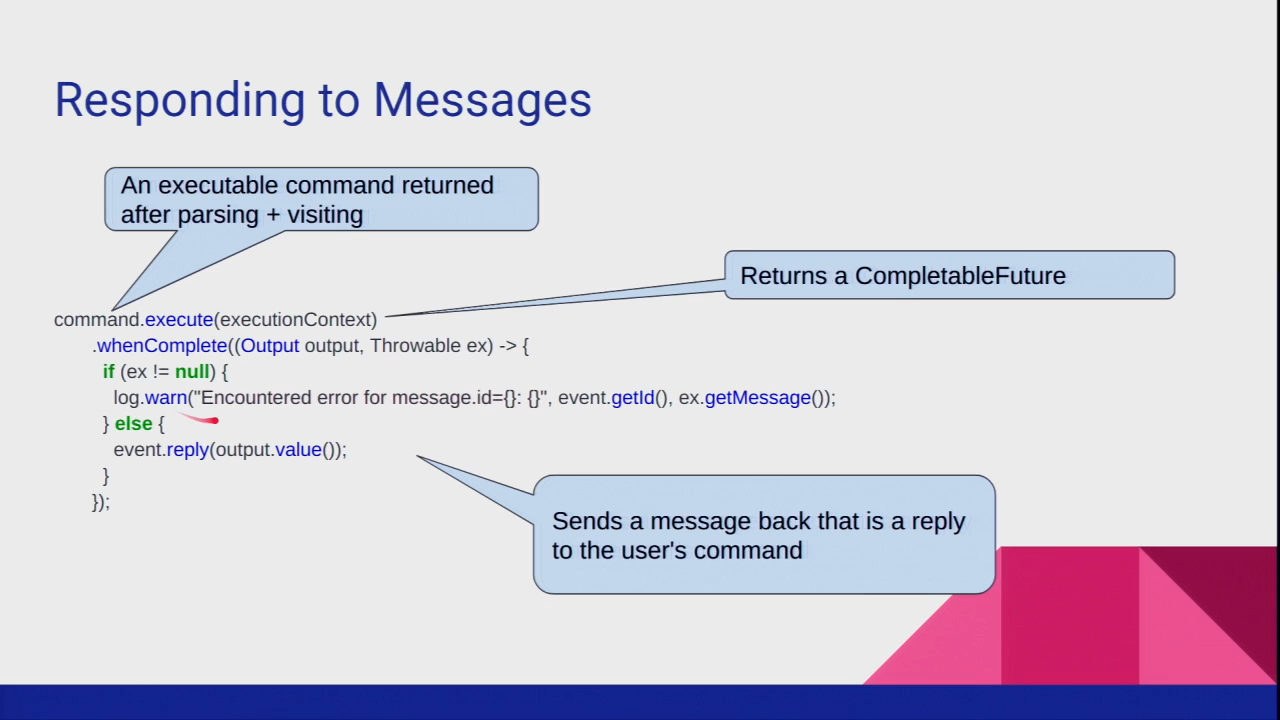 Responding to Messages
An executable command returned
after parsing + visiting
Returns a CompletableFuture
command.execute(executionContext)
.whenComplete((Output output, Throwable ex) -> {
if (ex != null) {
log.warn("Encountered error for message.id={}: {}", event.getId(), ex.getMessage());
} else {
event.reply(output.value());
}
});
Sends a message back that is a reply
to the user's command